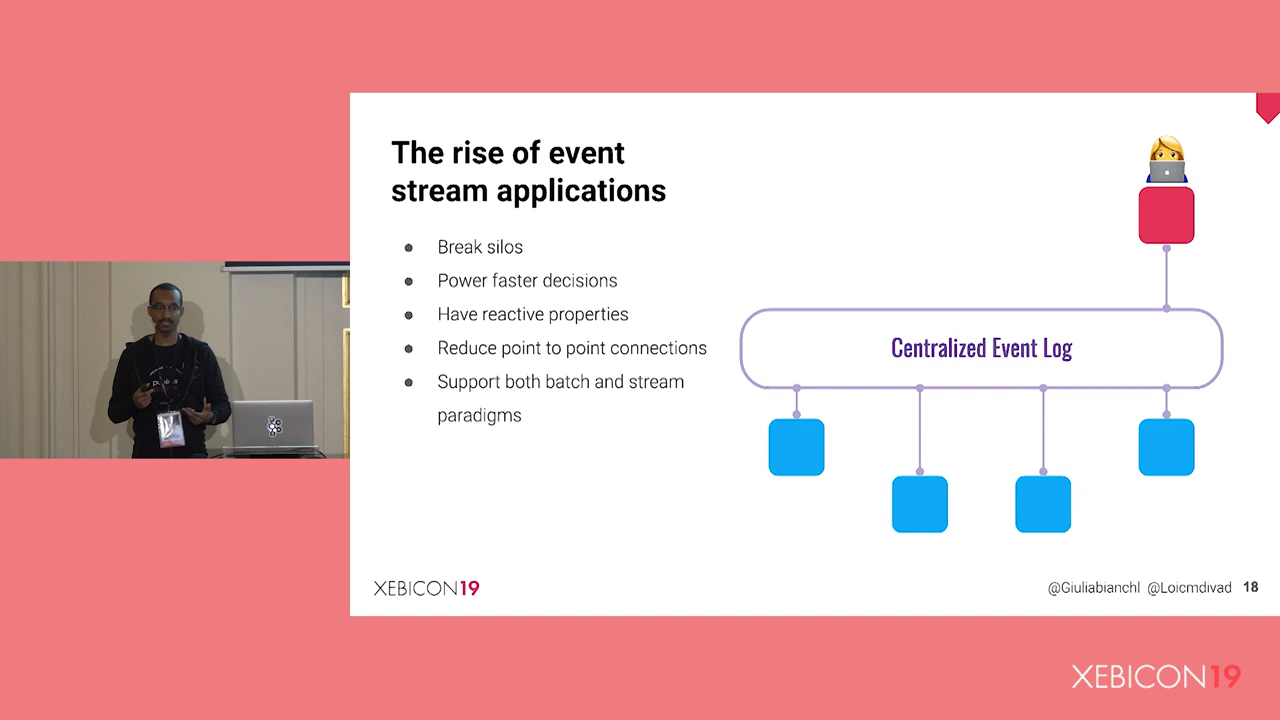 The rise of event
stream applications
Break silos
Power faster decisions
Have reactive properties
Reduce point to point connections
Support both batch and stream
paradigms
Centralized Event Log
XEBICON19
@Giuliabianchl @Loicmdivad 18
XEBICON19